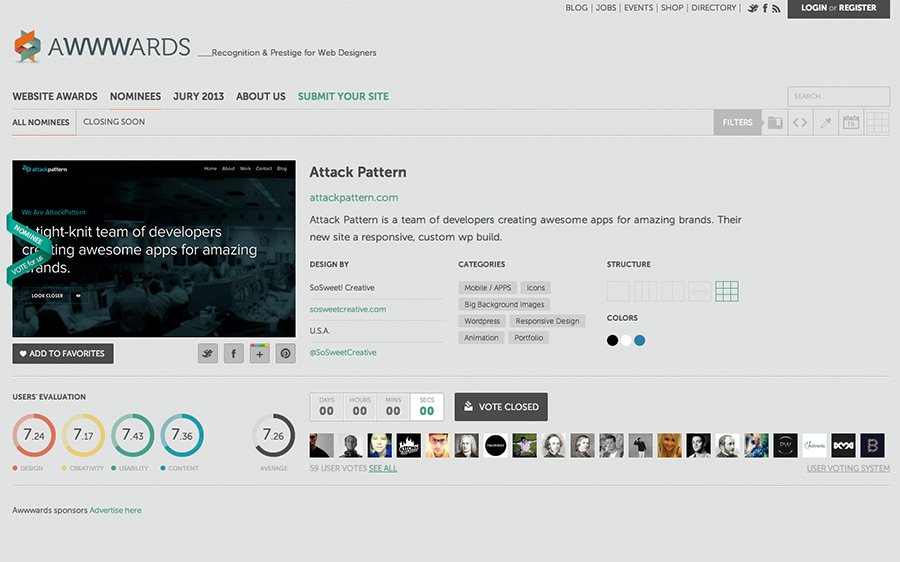 BLOG | JOBS | EVENTS | SHOP | DIRECTORY |
LOGIN or REGISTER
AWWWARDS
Recognition & Prestige for Web Designers
WEBSITE AWARDS NOMINEES JURY 2013 ABOUT US SUBMIT YOUR SITE
SEARCH...
ALL NOMINEES CLOSING SOON
FILTERS
15
attackpattern
Home About Work Contact Blog
We Are AttackPattern
A tight-knit team of developers
creating awesome apps for amazing
brands.
LOOK CLOSER
NOMINEE
VOTE for us
ADD TO FAVORITES
Attack Pattern
attackpattern.com
Attack Pattern is a team of developers creating awesome apps for amazing brands. Their
new site a responsive, custom wp build.
DESIGN BY
SoSweet! Creative
sosweetcreative.com
U.S.A.
@SoSweetCreative
CATEGORIES
Mobile / APPS Icons
Big Background Images
Wordpress Responsive Design
Animation Portfolio
STRUCTURE
COLORS
USERS' EVALUATION
7.24 7.17 7.43 7.36 7.26
DESIGN CREATIVITY USABILITY CONTENT AVERAGE
DAYS HOURS MINS SECS
00 00 00 00
VOTE CLOSED
59 USER VOTES SEE ALL
USER VOTING SYSTEM
Awwwards sponsors Advertise here